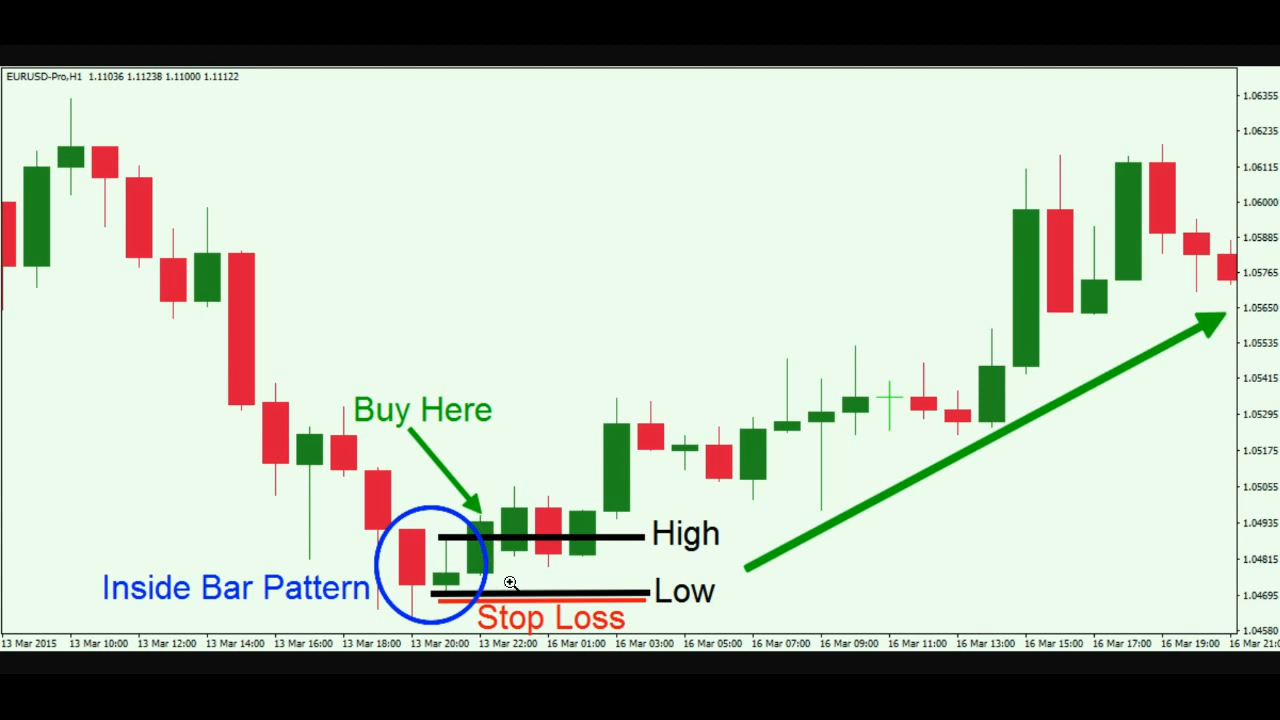 EURUSD-Pro,H1 1.11036 1.11238 1.11000 1.11122
1.06355
1.06235
1.06115
1.06000
1.05885
1.05765
1.05650
1.05535
1.05415
1.05295
1.05175
1.05055
1.04935
1.04815
1.04695
1.04580
Buy Here
High
Inside Bar Pattern
Low
Stop Loss
13 Mar 2015 13 Mar 10:00 13 Mar 12:00 13 Mar 14:00 13 Mar 16:00 13 Mar 18:00 13 Mar 20:00 13 Mar 22:00 16 Mar 01:00 16 Mar 03:00 16 Mar 05:00 16 Mar 07:00 16 Mar 09:00 16 Mar 11:00 16 Mar 13:00 16 Mar 15:00 16 Mar 17:00 16 Mar 19:00 16 Mar 21:0